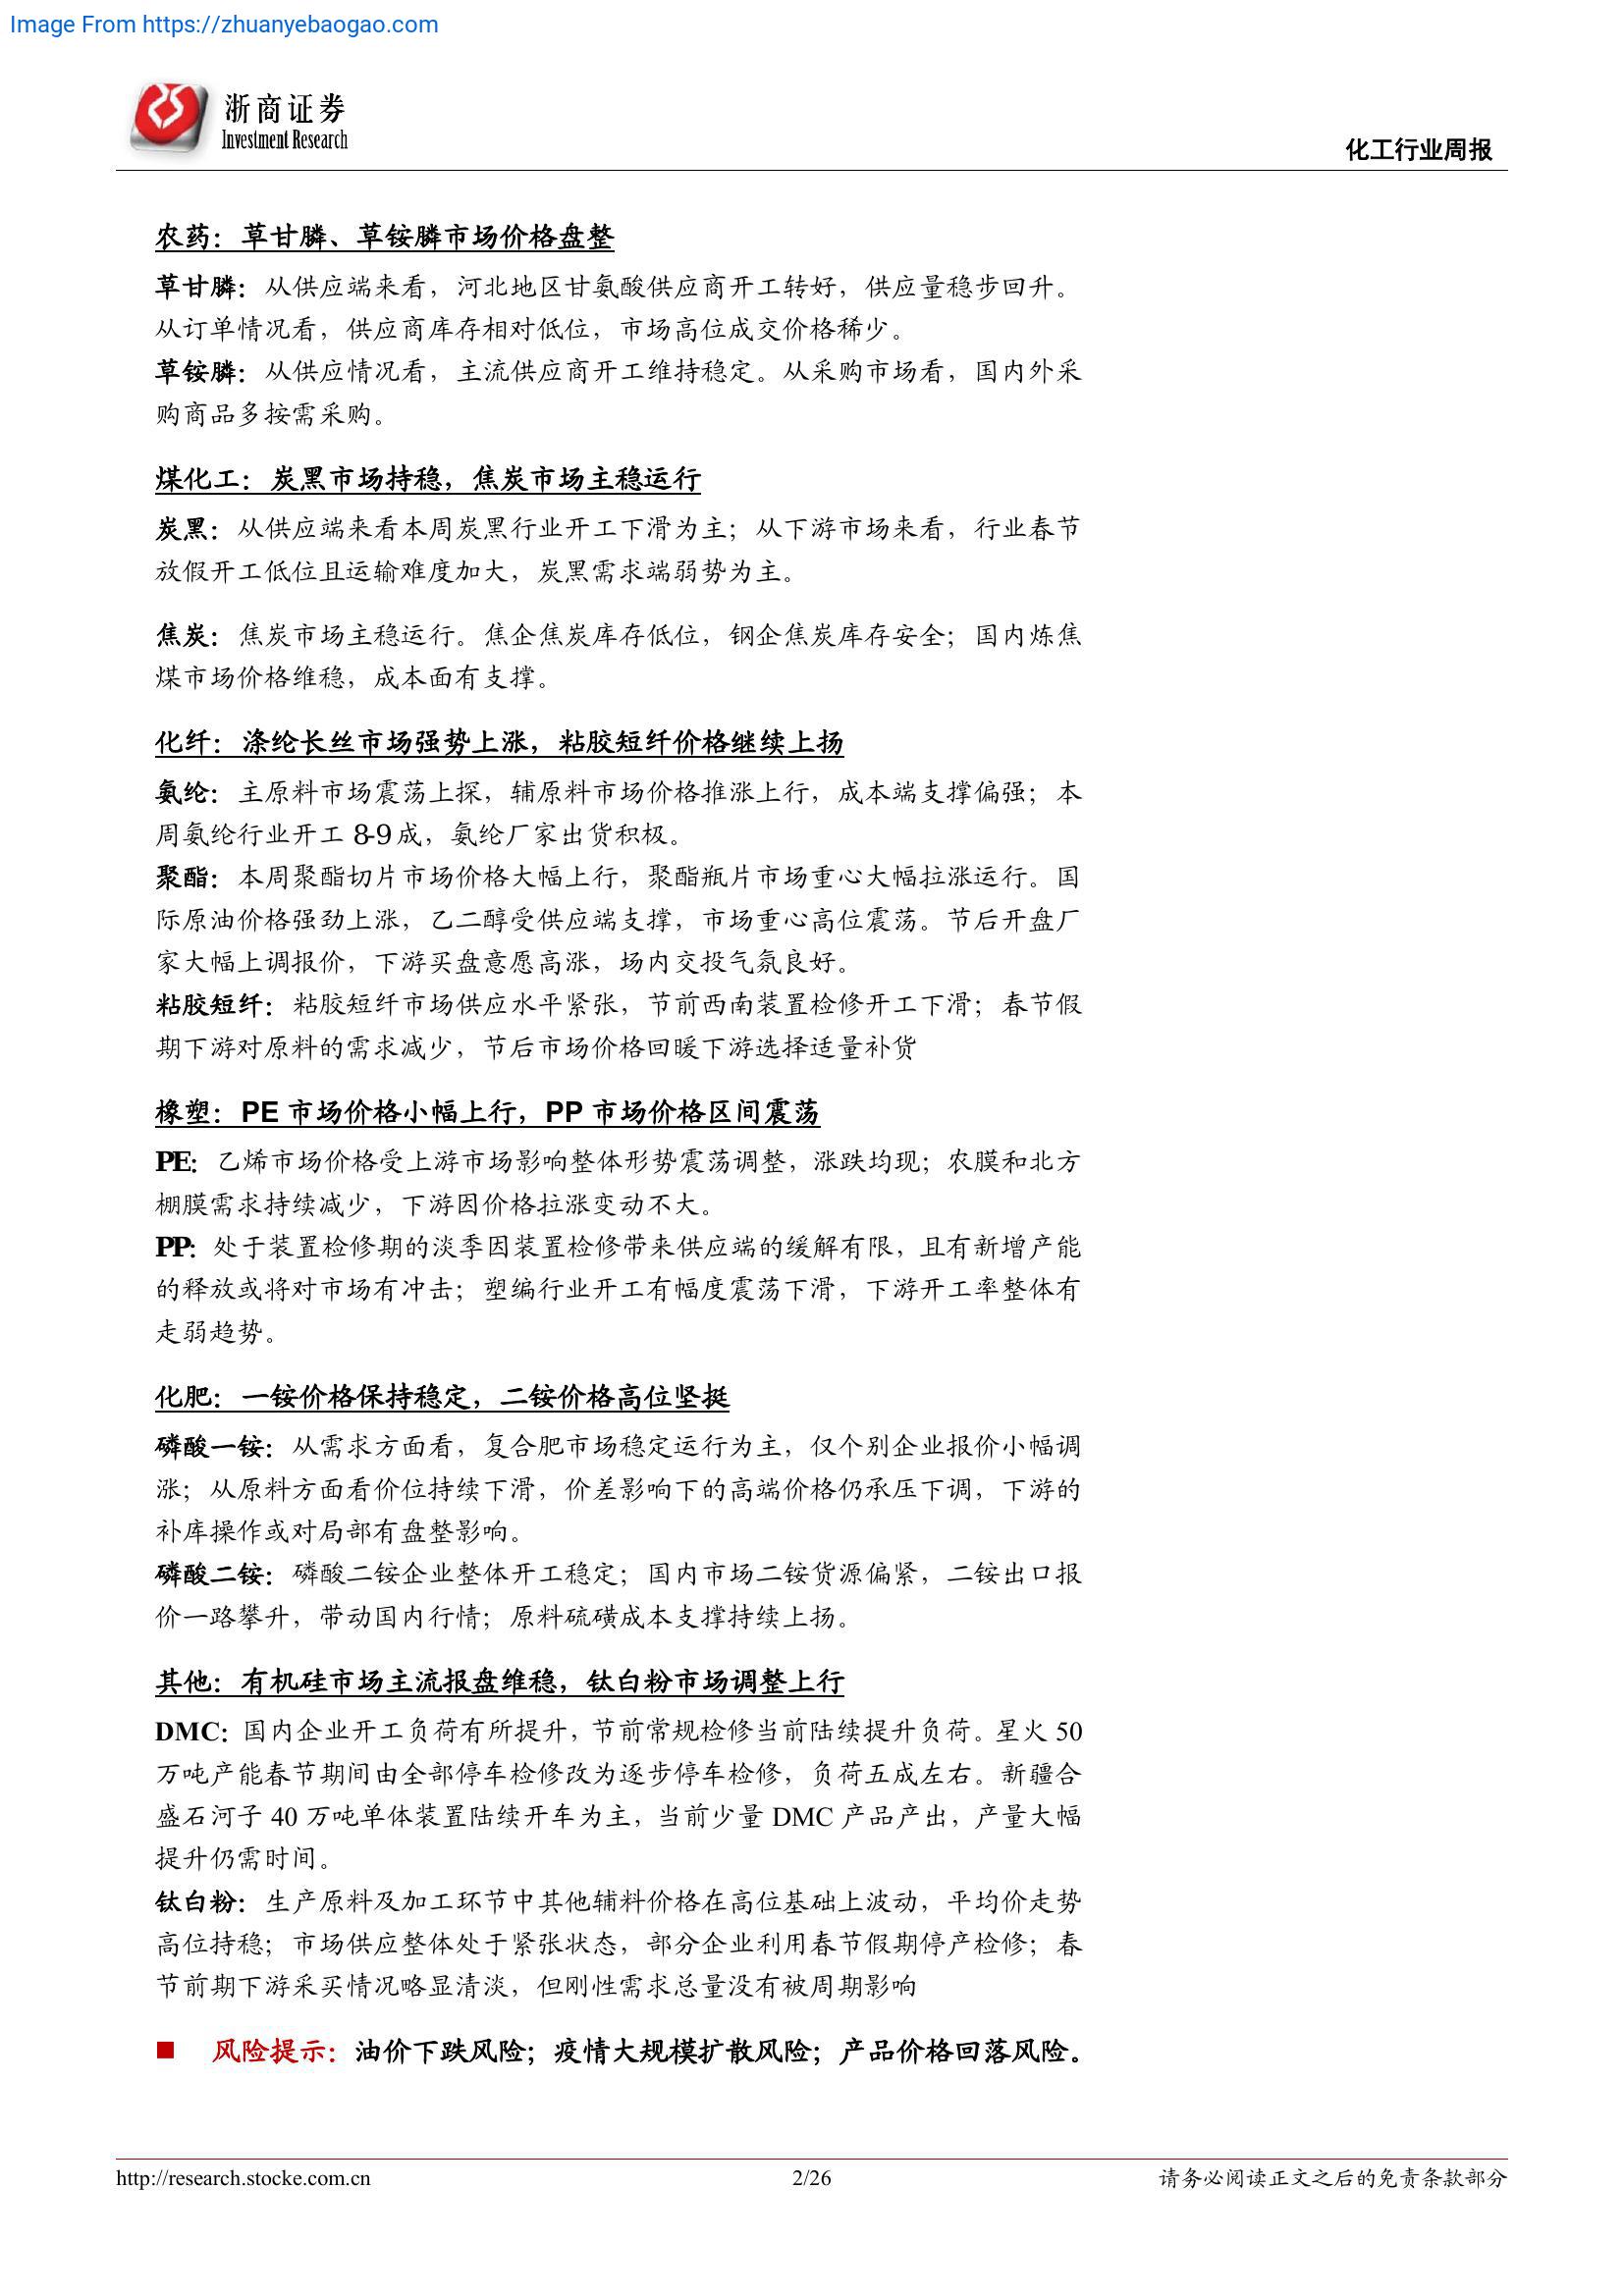 Image From https://zhuanyebaogao.com
浙商证券
Investment Research
化工行业周报
农药：草甘膦、草铵膦市场价格盘整
草甘膦：从供应端来看，河北地区甘氨酸供应商开工转好，供应量稳步回升。
从订单情况看，供应商库存相对低位，市场高位成交价格稀少。
草铵膦：从供应情况看，主流供应商开工维持稳定。从采购市场看，国内外采
购商品多按需采购。
煤化工：炭黑市场持稳，焦炭市场主稳运行
炭黑：从供应端来看本周炭黑行业开工下滑为主；从下游市场来看，行业春节
放假开工低位且运输难度加大，炭黑需求端弱势为主。
焦炭：焦炭市场主稳运行。焦企焦炭库存低位，钢企焦炭库存安全；国内炼焦
煤市场价格维稳，成本面有支撑。
化纤：涤纶长丝市场强势上涨，粘胶短纤价格继续上扬
氨纶：主原料市场震荡上探，辅原料市场价格推涨上行，成本端支撑偏强；本
周氨纶行业开工 8-9 成，氨纶厂家出货积极。
聚酯：本周聚酯切片市场价格大幅上行，聚酯瓶片市场重心大幅拉涨运行。国
际原油价格强劲上涨，乙二醇受供应端支撑，市场重心高位震荡。节后开盘厂
家大幅上调报价，下游买盘意愿高涨，场内交投气氛良好。
粘胶短纤：粘胶短纤市场供应水平紧张，节前西南装置检修开工下滑；春节假
期下游对原料的需求减少，节后市场价格回暖下游选择适量补货
橡塑：PE 市场价格小幅上行，PP 市场价格区间震荡
PE：乙烯市场价格受上游市场影响整体形势震荡调整，涨跌均现；农膜和北方
棚膜需求持续减少，下游因价格拉涨变动不大。
PP：处于装置检修期的淡季因装置检修带来供应端的缓解有限，且有新增产能
的释放或将对市场有冲击；塑编行业开工有幅度震荡下滑，下游开工率整体有
走弱趋势。
化肥：一铵价格保持稳定，二铵价格高位坚挺
磷酸一铵：从需求方面看，复合肥市场稳定运行为主，仅个别企业报价小幅调
涨；从原料方面看价位持续下滑，价差影响下的高端价格仍承压下调，下游的
补库操作或对局部有盘整影响。
磷酸二铵：磷酸二铵企业整体开工稳定；国内市场二铵货源偏紧，二铵出口报
价一路攀升，带动国内行情；原料硫磺成本支撑持续上扬。
其他：有机硅市场主流报盘维稳，钛白粉市场调整上行
DMC：国内企业开工负荷有所提升，节前常规检修当前陆续提升负荷。星火 50
万吨产能春节期间由全部停车检修改为逐步停车检修，负荷五成左右。新疆合
盛石河子 40 万吨单体装置陆续开车为主，当前少量 DMC 产品产出，产量大幅
提升仍需时间。
钛白粉：生产原料及加工环节中其他辅料价格在高位基础上波动，平均价走势
高位持稳；市场供应整体处于紧张状态，部分企业利用春节假期停产检修；春
节前期下游采买情况略显清淡，但刚性需求总量没有被周期影响
■ 风险提示：油价下跌风险；疫情大规模扩散风险；产品价格回落风险。
http://research.stocke.com.cn
2/26
请务必阅读正文之后的免责条款部分